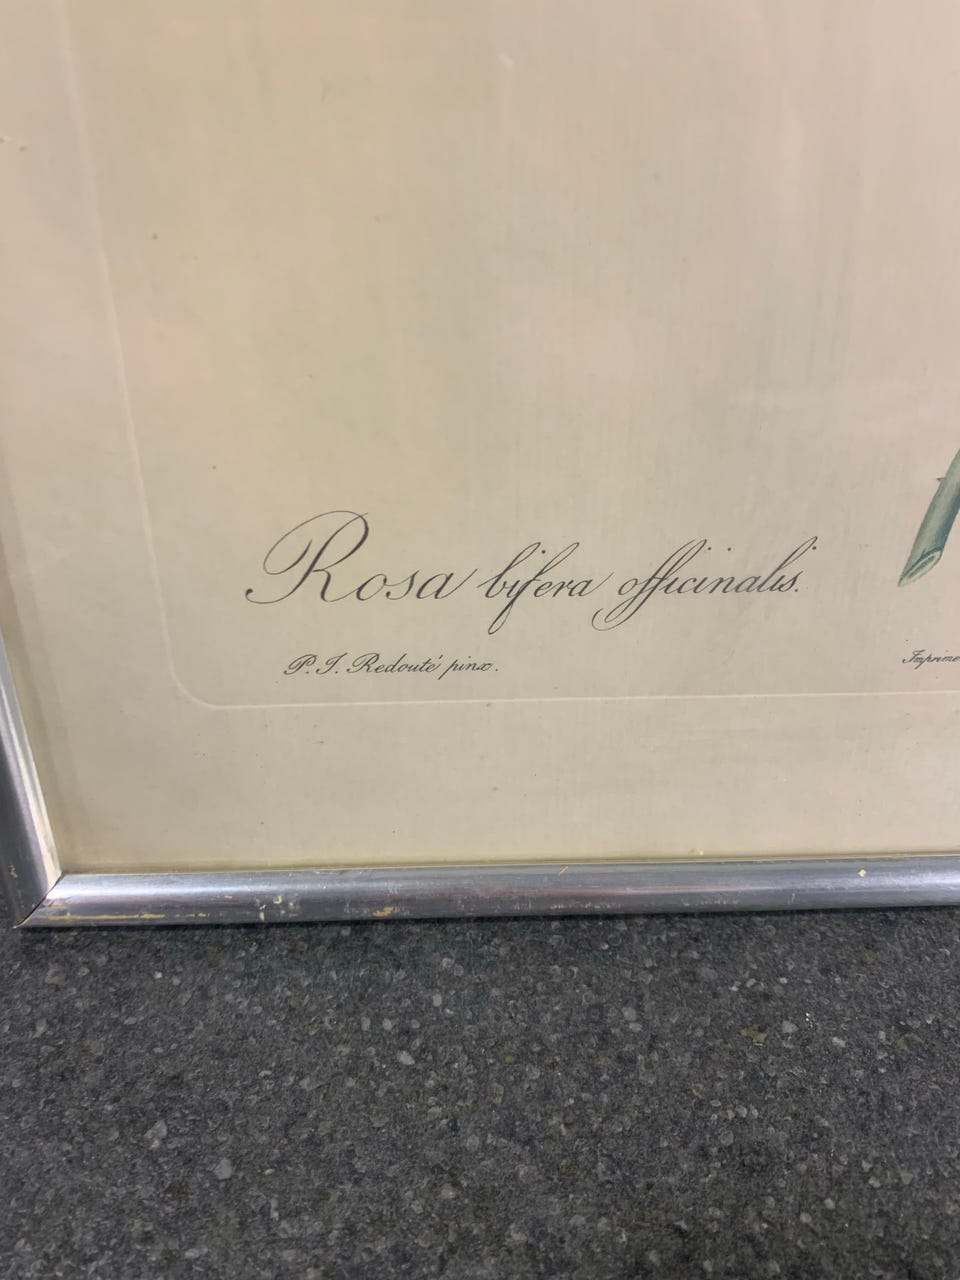 Rosa bifera officinalis.
P. J. Redouté pinx.